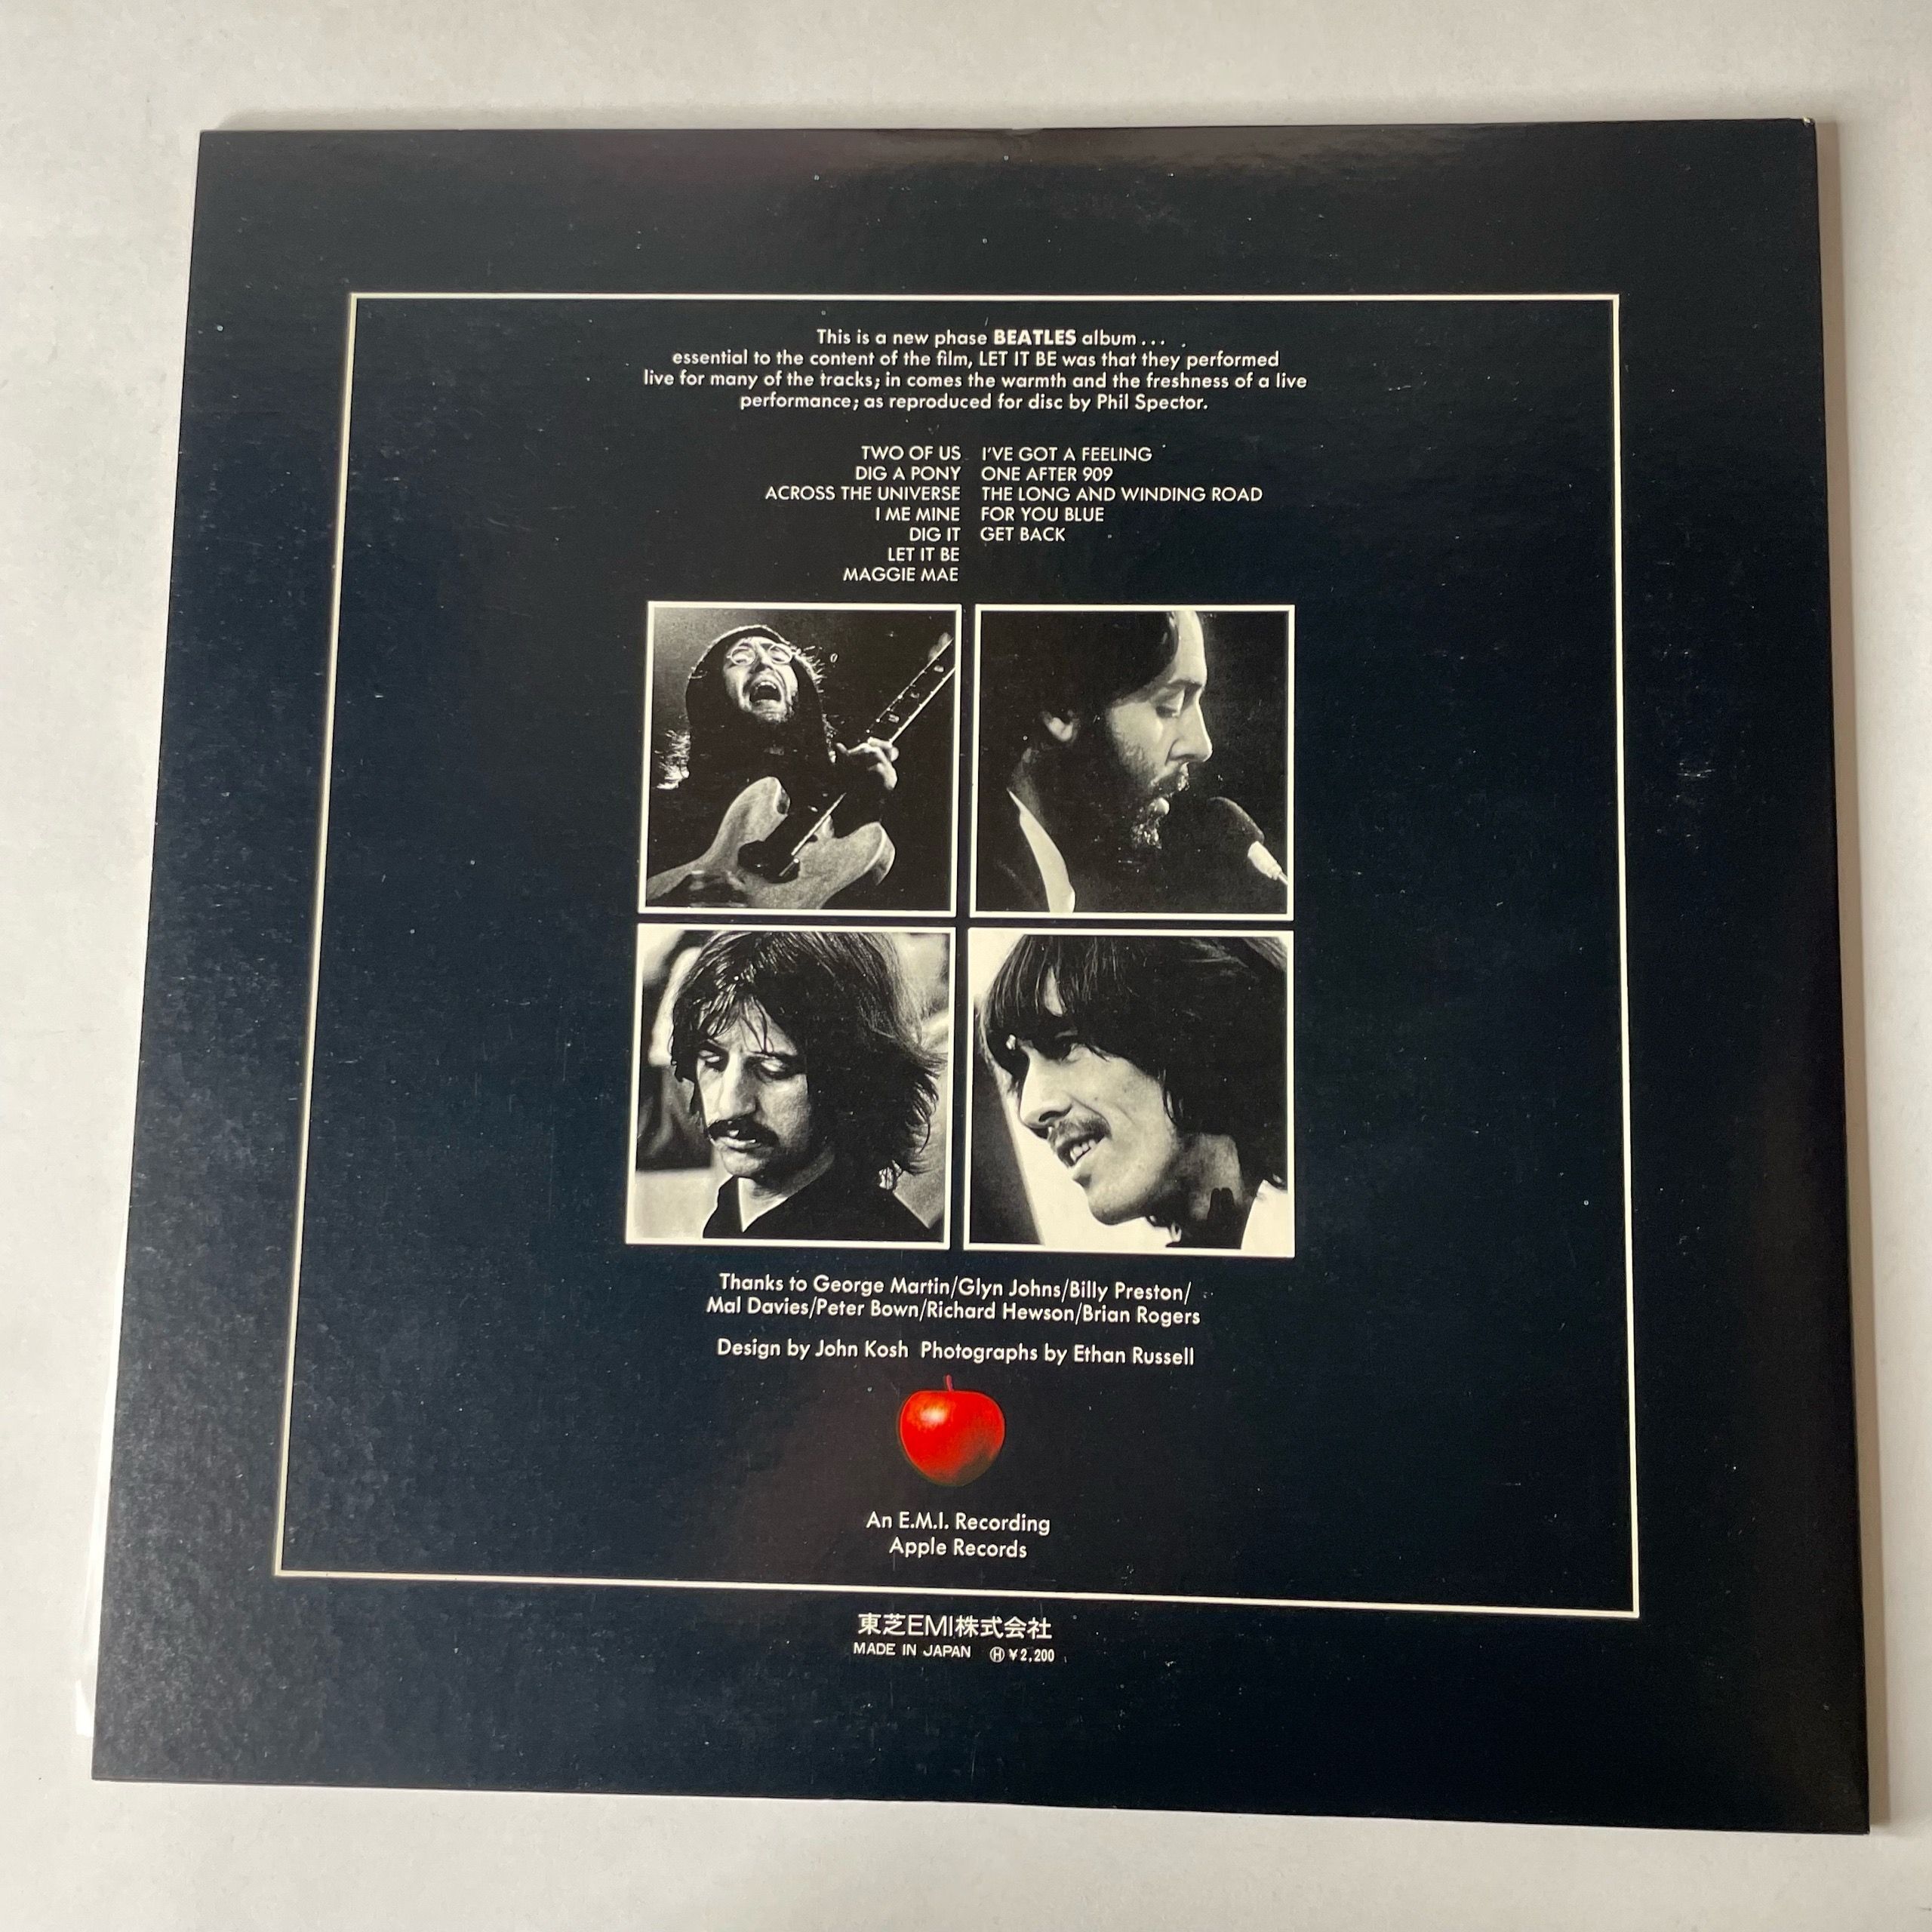 This is a new phase BEATLES album . . .
essential to the content of the film, LET IT BE was that they performed
live for many of the tracks; in comes the warmth and the freshness of a live
performance; as reproduced for disc by Phil Spector.
TWO OF US
DIG A PONY
ACROSS THE UNIVERSE
I ME MINE
DIG IT
LET IT BE
MAGGIE MAE
I'VE GOT A FEELING
ONE AFTER 909
THE LONG AND WINDING ROAD
FOR YOU BLUE
GET BACK
Thanks to George Martin/Glyn Johns/Billy Preston/
Mal Davies/Peter Bown/Richard Hewson/Brian Rogers
Design by John Kosh Photographs by Ethan Russell
An E.M.I. Recording
Apple Records
東芝EMI株式会社
MADE IN JAPAN Ⓗ ¥2,200